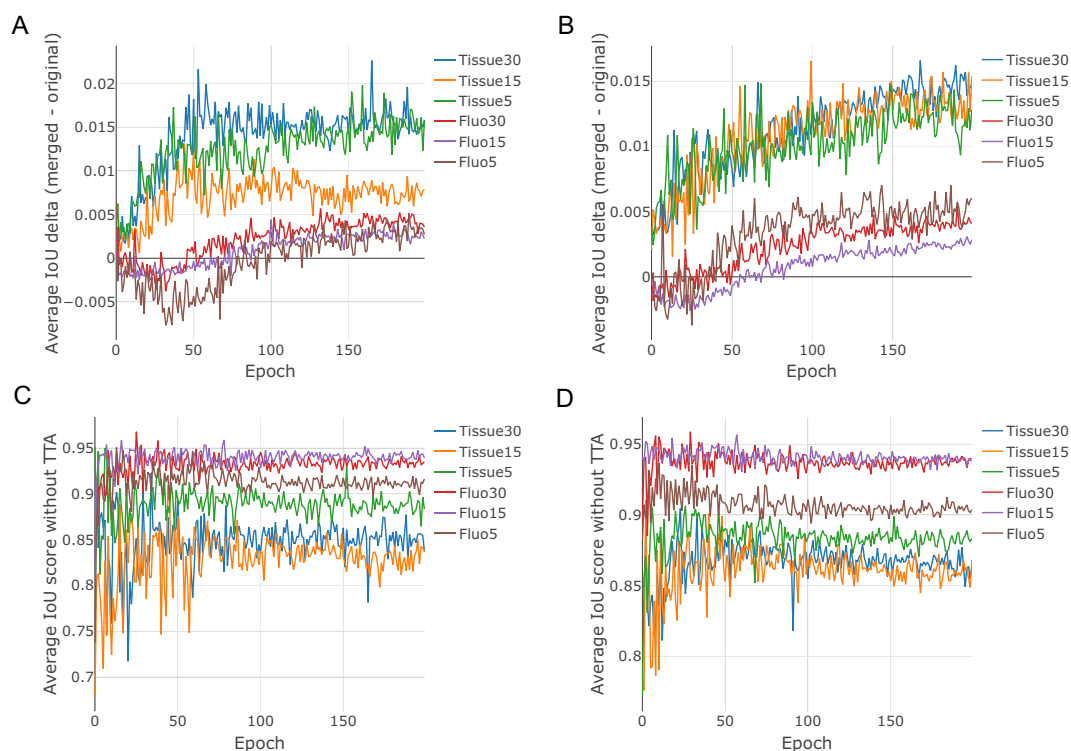 A
Average IoU delta (merged - original)
0.02
0.015
0.01
0.005
0
−0.005
0
50
100
150
Epoch
Tissue30
Tissue15
Tissue5
Fluo30
Fluo15
Fluo5
B
Average IoU delta (merged - original)
0.015
0.01
0.005
0
0
50
100
150
Epoch
Tissue30
Tissue15
Tissue5
Fluo30
Fluo15
Fluo5
C
Average IoU score without TTA
0.95
0.9
0.85
0.8
0.75
0.7
0
50
100
150
Epoch
Tissue30
Tissue15
Tissue5
Fluo30
Fluo15
Fluo5
D
Average IoU score without TTA
0.95
0.9
0.85
0.8
0
50
100
150
Epoch
Tissue30
Tissue15
Tissue5
Fluo30
Fluo15
Fluo5